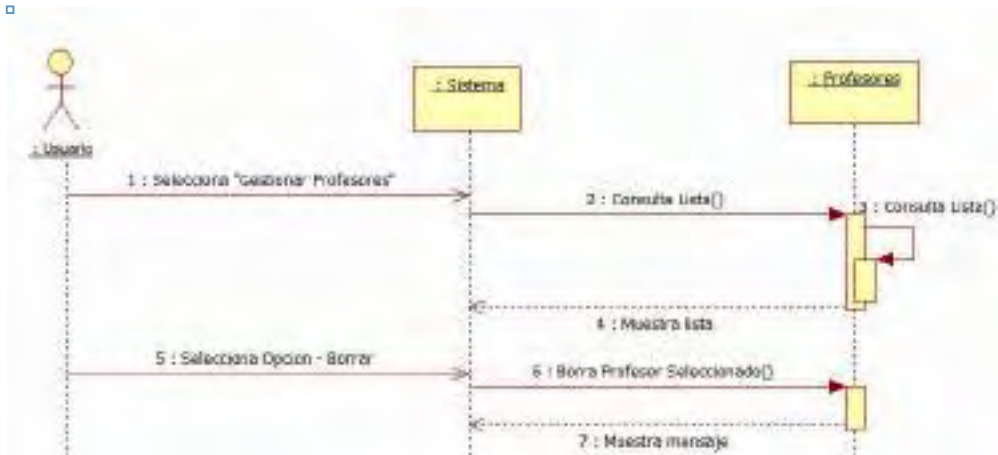 : Sistema
: Profesores
: Usuario
1 : Selecciona "Gestionar Profesores"
2 : Consulta Lista()
3 : Consulta Lista()
4 : Muestra lista
5 : Selecciona Opcion - Borrar
6 : Borra Profesor Seleccionado()
7 : Muestra mensaje